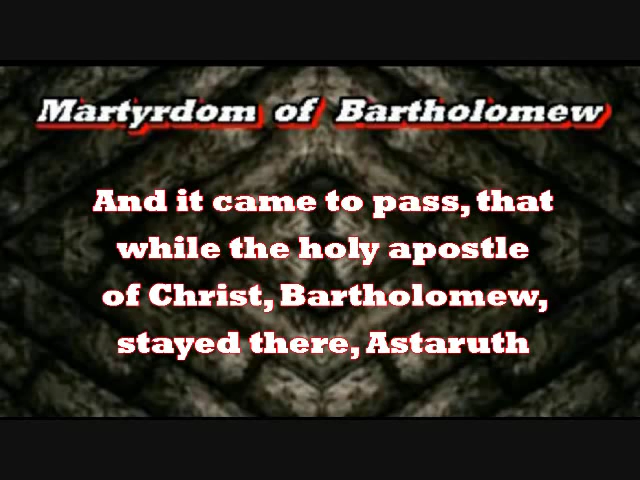 Martyrdom of Bartholomew
And it came to pass, that
while the holy apostle
of Christ, Bartholomew,
stayed there, Astaruth